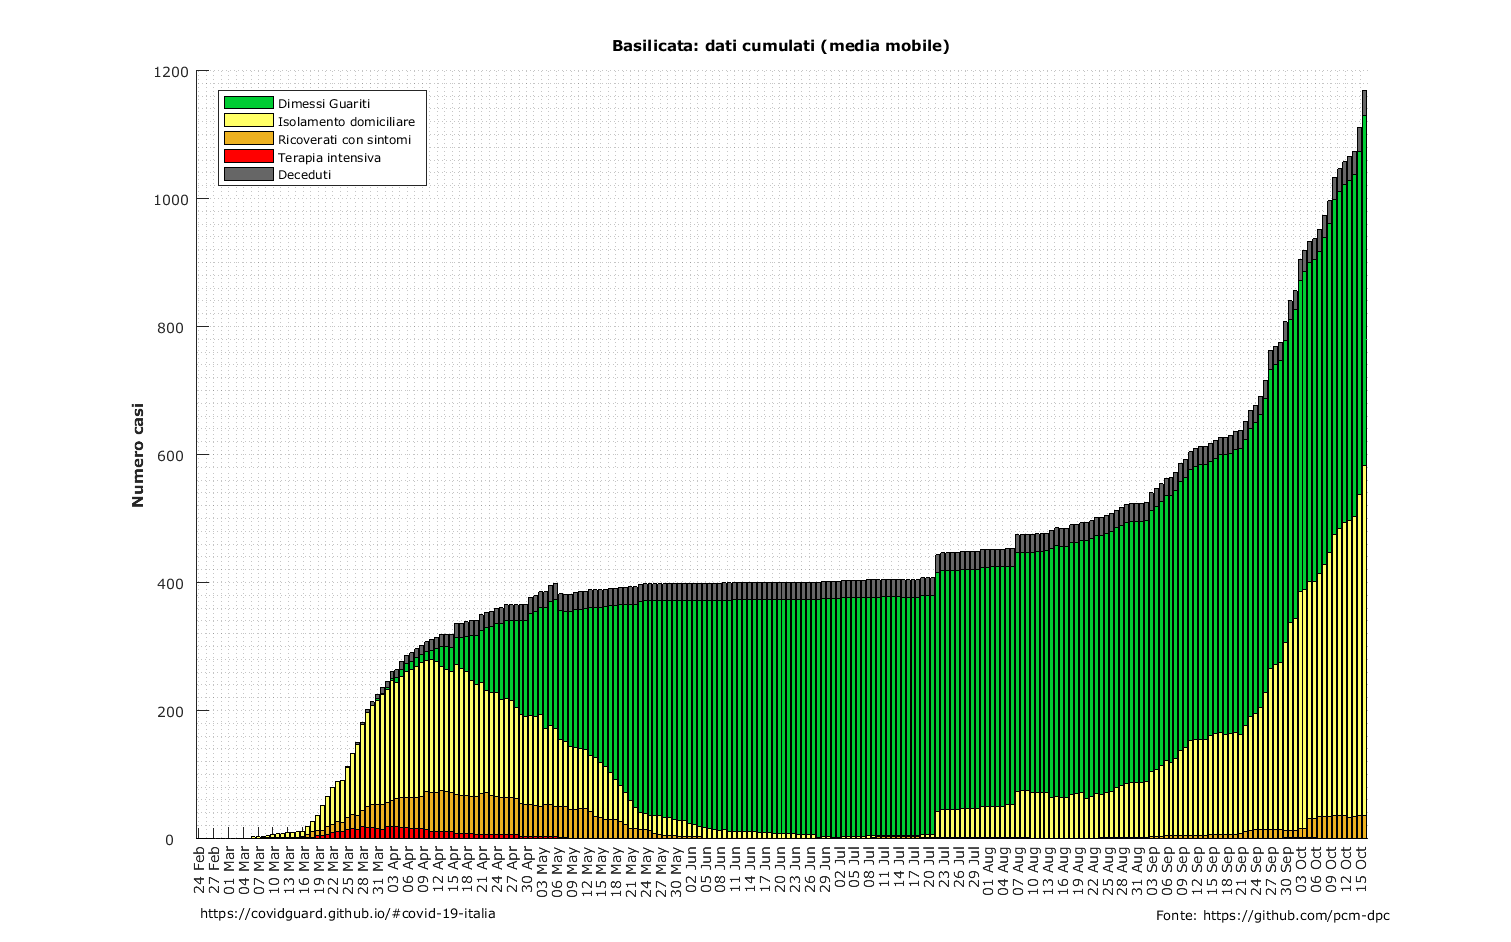 Basilicata: dati cumulati (media mobile)
1200
1000
800
600
400
200
0
Numero casi
Dimessi Guariti
Isolamento domiciliare
Ricoverati con sintomi
Terapia intensiva
Deceduti
24 Feb
27 Feb
01 Mar
04 Mar
07 Mar
10 Mar
13 Mar
16 Mar
19 Mar
22 Mar
25 Mar
28 Mar
31 Mar
03 Apr
06 Apr
09 Apr
12 Apr
15 Apr
18 Apr
21 Apr
24 Apr
27 Apr
30 Apr
03 May
06 May
09 May
12 May
15 May
18 May
21 May
24 May
27 May
30 May
02 Jun
05 Jun
08 Jun
11 Jun
14 Jun
17 Jun
20 Jun
23 Jun
26 Jun
29 Jun
02 Jul
05 Jul
08 Jul
11 Jul
14 Jul
17 Jul
20 Jul
23 Jul
26 Jul
29 Jul
01 Aug
04 Aug
07 Aug
10 Aug
13 Aug
16 Aug
19 Aug
22 Aug
25 Aug
28 Aug
31 Aug
03 Sep
06 Sep
09 Sep
12 Sep
15 Sep
18 Sep
21 Sep
24 Sep
27 Sep
30 Sep
03 Oct
06 Oct
09 Oct
12 Oct
15 Oct
https://covidguard.github.io/#covid-19-italia
Fonte: https://github.com/pcm-dpc